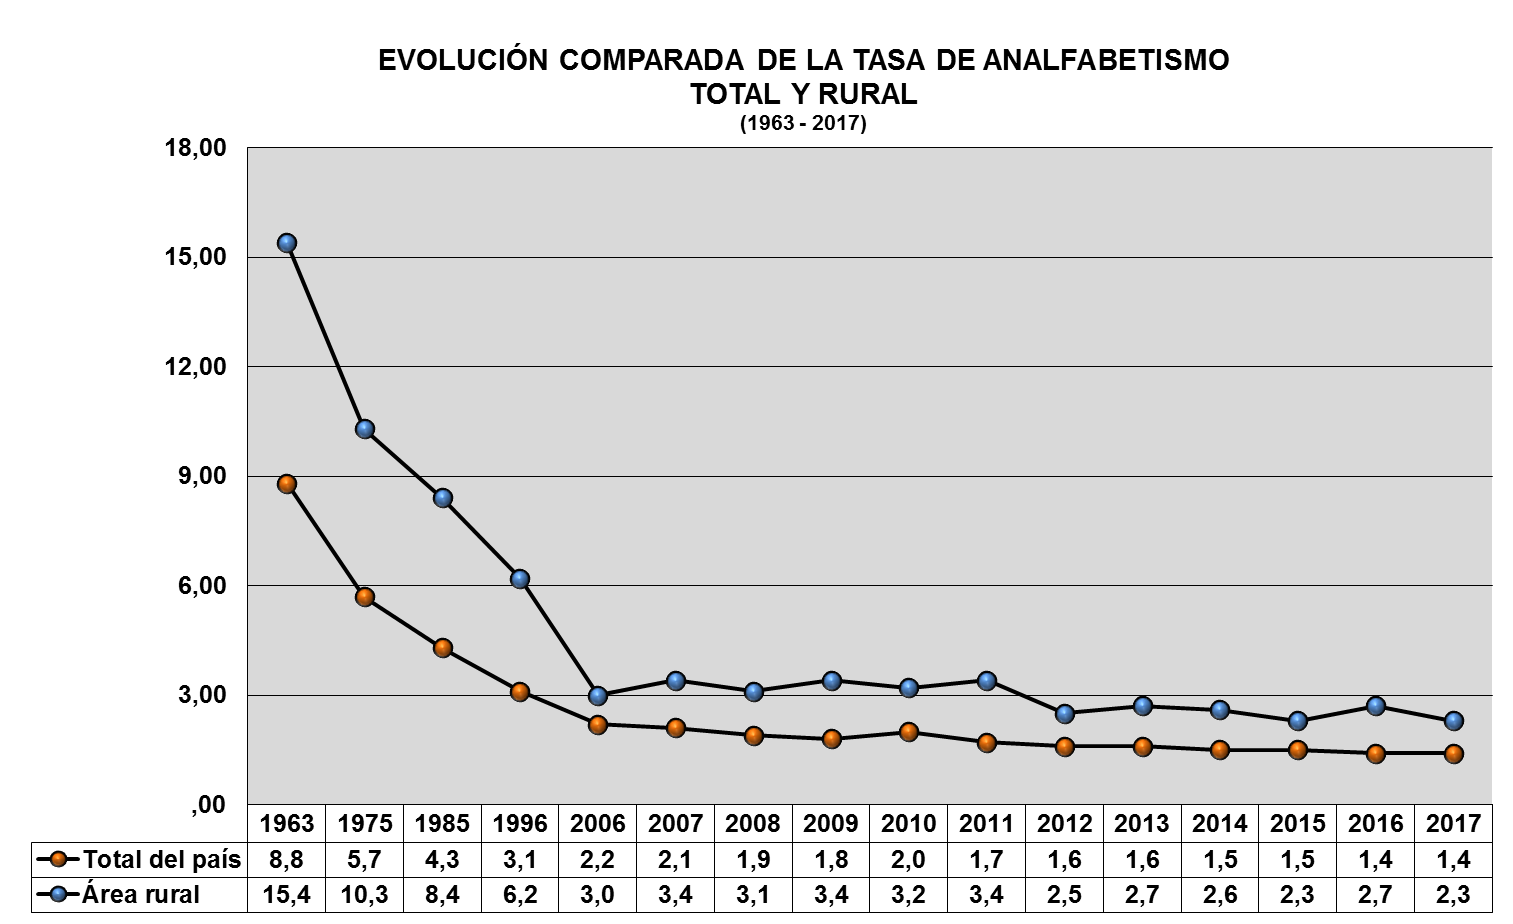 EVOLUCIÓN COMPARADA DE LA TASA DE ANALFABETISMO
TOTAL Y RURAL
(1963 - 2017)
18,00
15,00
12,00
9,00
6,00
3,00
,00
1963 1975 1985 1996 2006 2007 2008 2009 2010 2011 2012 2013 2014 2015 2016 2017
Total del país 8,8 5,7 4,3 3,1 2,2 2,1 1,9 1,8 2,0 1,7 1,6 1,6 1,5 1,5 1,4 1,4
Área rural 15,4 10,3 8,4 6,2 3,0 3,4 3,1 3,4 3,2 3,4 2,5 2,7 2,6 2,3 2,7 2,3